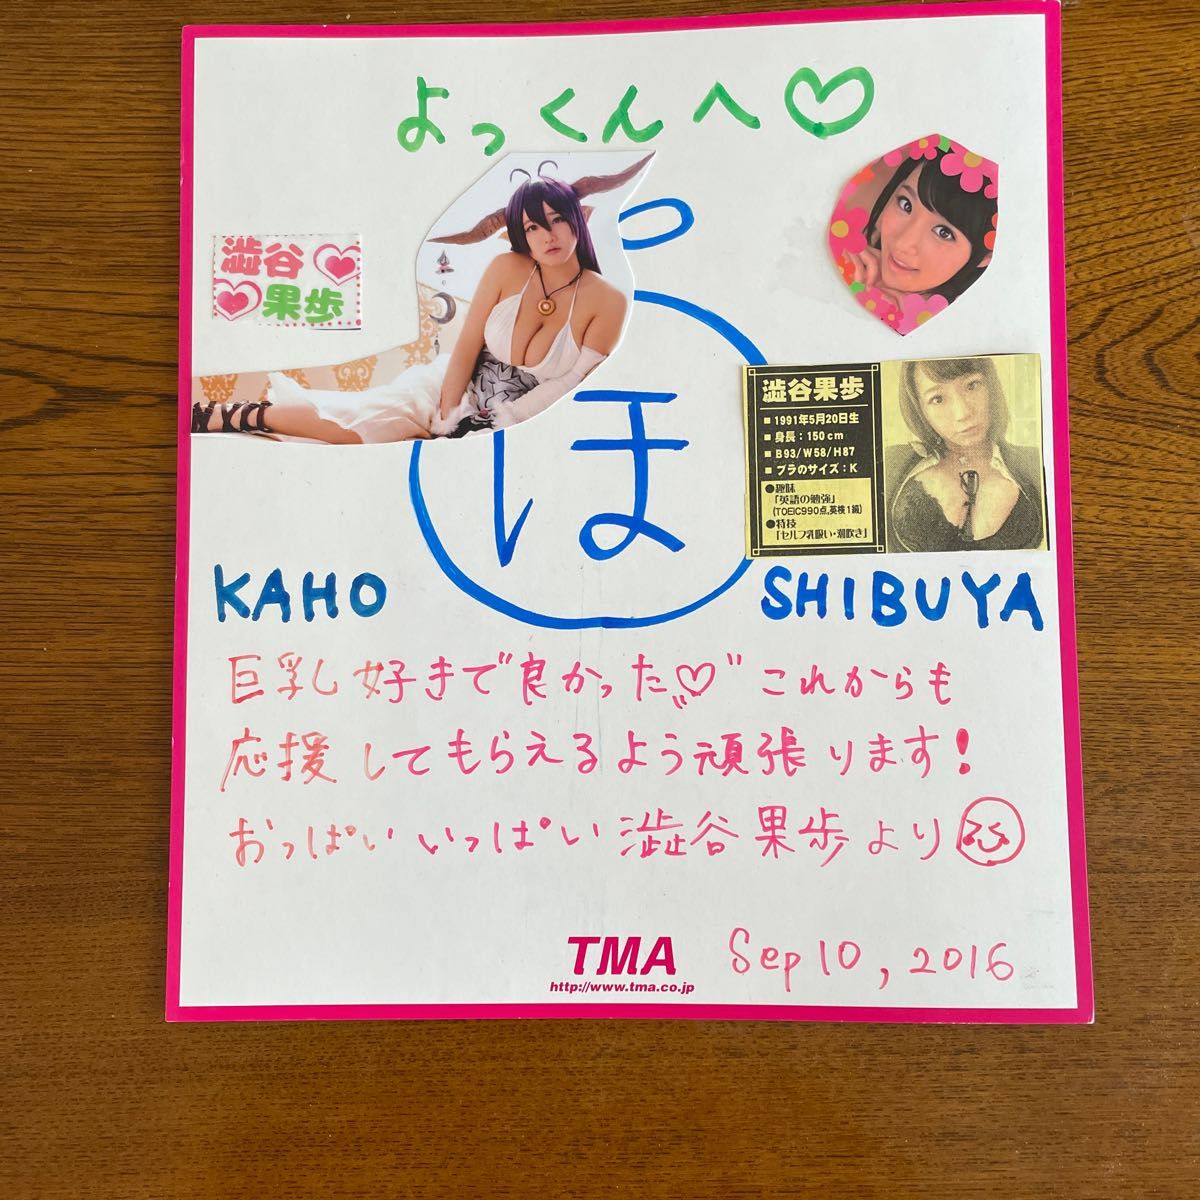 よっくんへ♡
澁谷
果歩
ぽ
澁谷果歩
■ 1991年5月20日生
■ 身長：150cm
■ B93/W58/H87
■ ブラのサイズ：K
●趣味
「英語の勉強」
(TOEIC990点,英検1級)
●特技
「セルフ乳吸い・潮吹き」
KAHO SHIBUYA
巨乳し好きで良かった♡これからも
応援してもらえるよう頑張ります!
おっぱいいっぱい澁谷果歩より
TMA
http://www.tma.co.jp
Sep 10, 2016